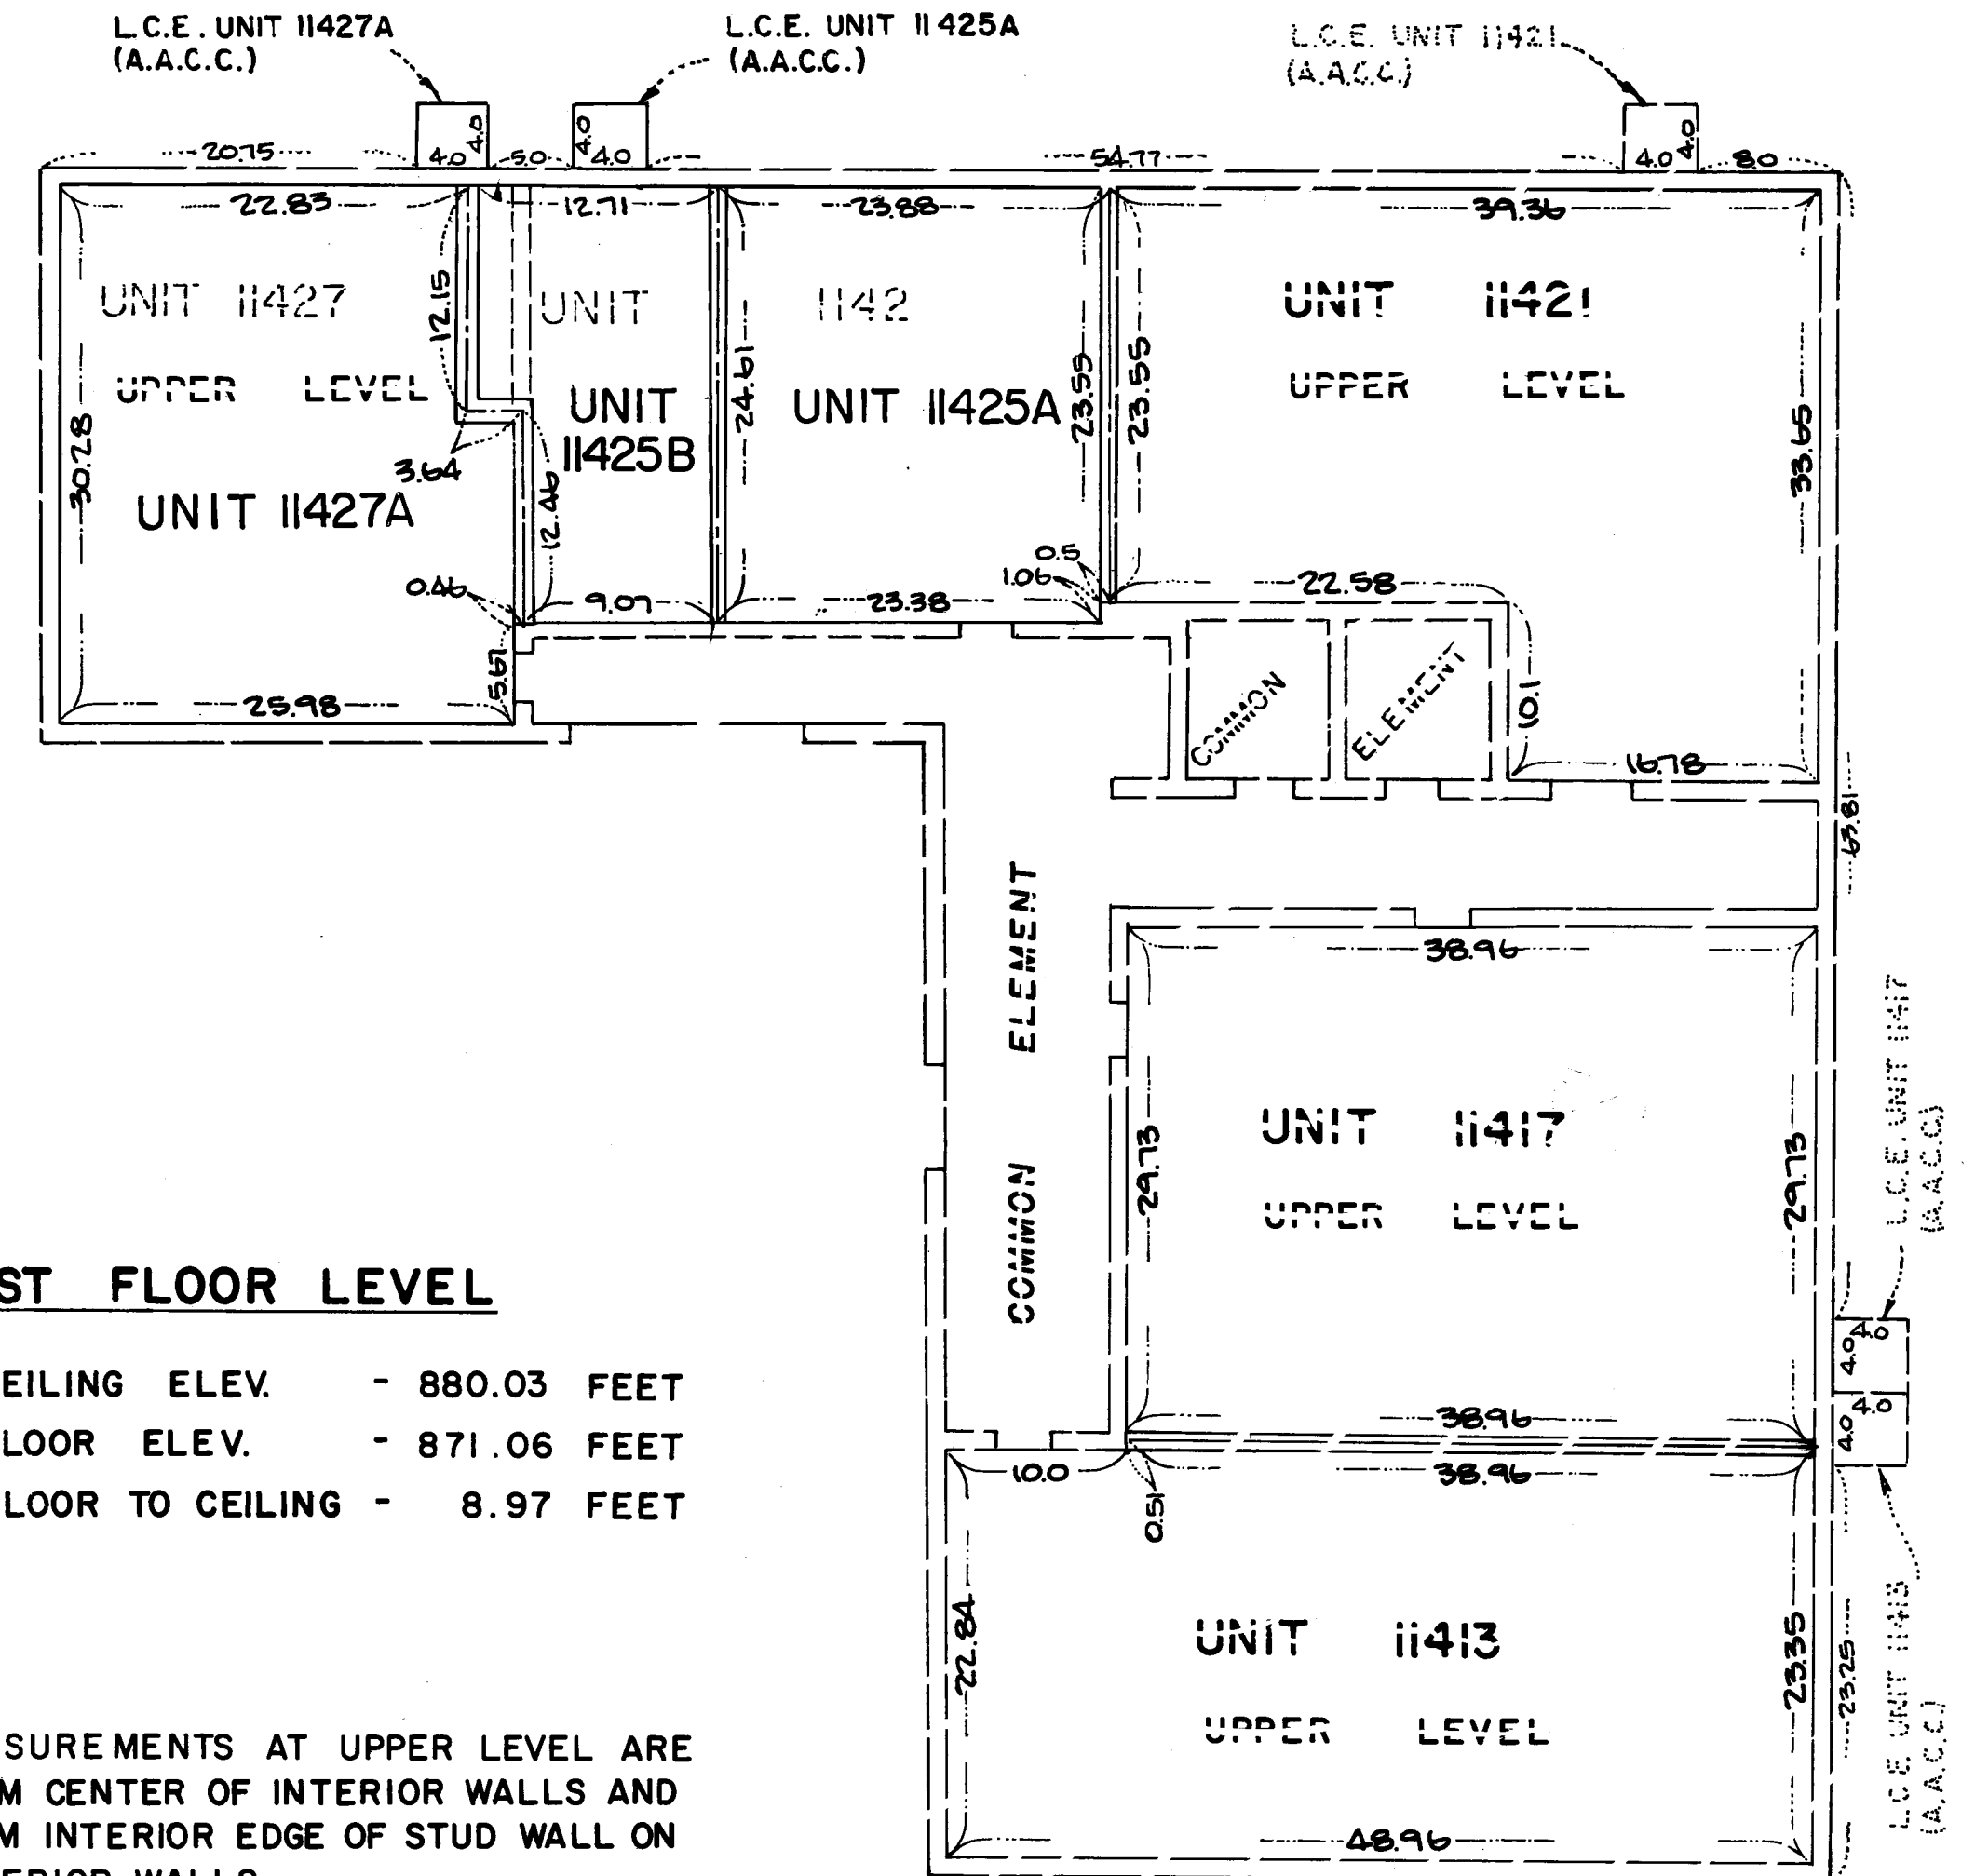 L.C.E. UNIT 11427A
(A.A.C.C.)
L.C.E. UNIT 11425A
(A.A.C.C.)
L.C.E. UNIT 11421
(A.A.C.C.)
4.0
4.0
4.0
4.0
4.0
4.0
20.75
5.0
54.77
8.0
22.83
12.71
23.88
39.36
UNIT 11427
UPPER LEVEL
UNIT 11427A
12.15
30.28
3.64
0.46
5.67
25.98
UNIT
11425B
UNIT 1142
12.46
9.07
24.61
UNIT 11425A
23.55
23.55
0.5
1.06
23.38
UNIT 11421
UPPER LEVEL
33.65
22.58
10.1
16.78
COMMON ELEMENT
63.81
COMMON ELEMENT
38.96
UNIT 11417
UPPER LEVEL
29.73
29.73
38.96
L.C.E. UNIT 11417
(A.A.C.C.)
4.0
4.0
4.0
4.0
10.0
0.51
38.96
UNIT 11413
UPPER LEVEL
22.84
23.35
23.25
48.96
L.C.E. UNIT 11413
(A.A.C.C.)
ST FLOOR LEVEL
EILING ELEV. - 880.03 FEET
LOOR ELEV. - 871.06 FEET
LOOR TO CEILING - 8.97 FEET
SUREMENTS AT UPPER LEVEL ARE
M CENTER OF INTERIOR WALLS AND
M INTERIOR EDGE OF STUD WALL ON
ERIOR WALLS